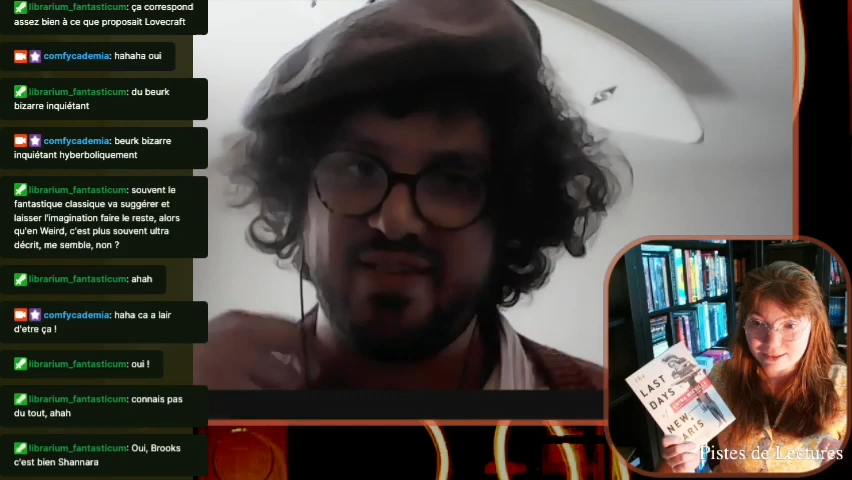 librarium_fantasticum: ça correspond
assez bien à ce que proposait Lovecraft
comfycademia: hahaha oui
librarium_fantasticum: du beurk
bizarre inquiétant
comfycademia: beurk bizarre
inquiétant hyberboliquement
librarium_fantasticum: souvent le
fantastique classique va suggérer et
laisser l'imagination faire le reste, alors
qu'en Weird, c'est plus souvent ultra
décrit, me semble, non ?
librarium_fantasticum: ahah
comfycademia: haha ca a lair
d'etre ça !
librarium_fantasticum: oui !
librarium_fantasticum: connais pas
du tout, ahah
librarium_fantasticum: Oui, Brooks
c'est bien Shannara
the
LAST
DAYS
NEW
Pistes de Lectures